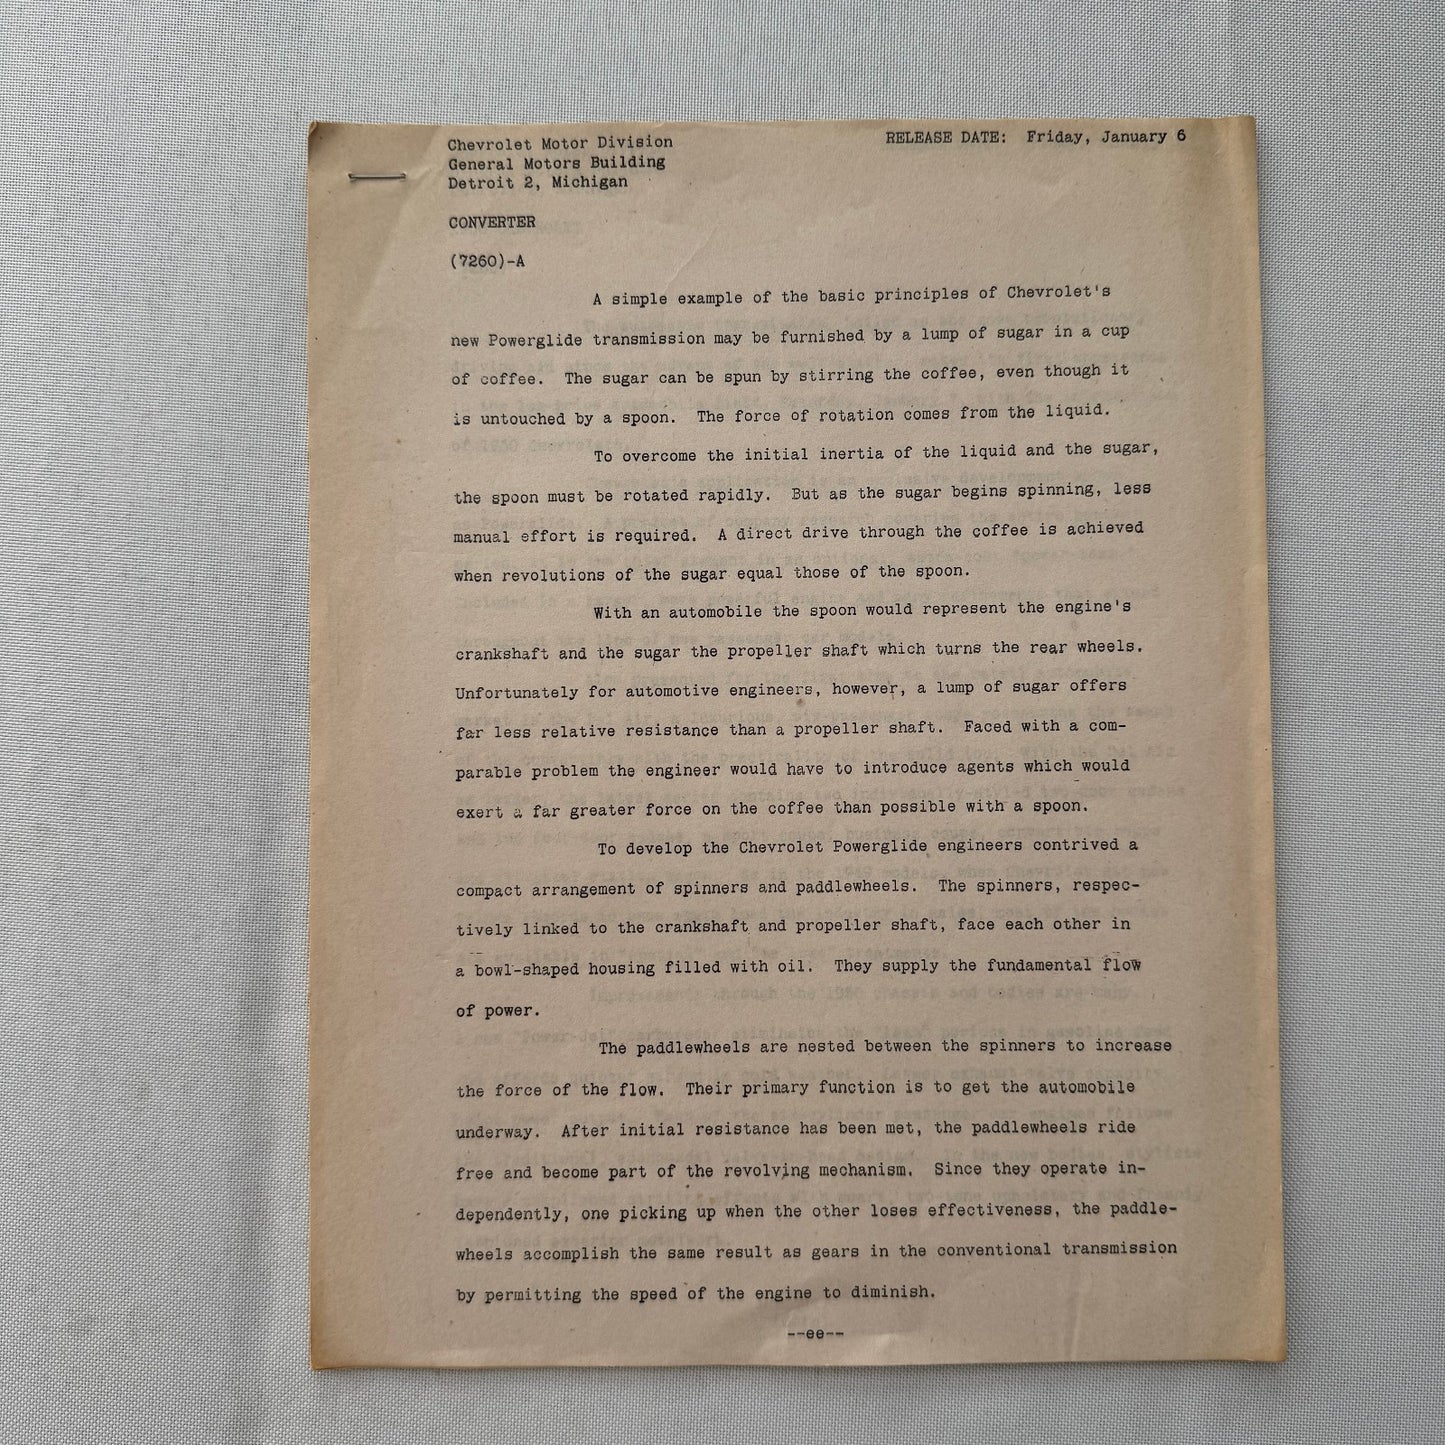 Chevrolet Motor Division
General Motors Building
Detroit 2, Michigan
RELEASE DATE: Friday, January 6
CONVERTER
(7260)-A
A simple example of the basic principles of Chevrolet's
new Powerglide transmission may be furnished by a lump of sugar in a cup
of coffee. The sugar can be spun by stirring the coffee, even though it
is untouched by a spoon. The force of rotation comes from the liquid.
To overcome the initial inertia of the liquid and the sugar,
the spoon must be rotated rapidly. But as the sugar begins spinning, less
manual effort is required. A direct drive through the coffee is achieved
when revolutions of the sugar equal those of the spoon.
With an automobile the spoon would represent the engine's
crankshaft and the sugar the propeller shaft which turns the rear wheels.
Unfortunately for automotive engineers, however, a lump of sugar offers
far less relative resistance than a propeller shaft. Faced with a com-
parable problem the engineer would have to introduce agents which would
exert a far greater force on the coffee than possible with a spoon.
To develop the Chevrolet Powerglide engineers contrived a
compact arrangement of spinners and paddlewheels. The spinners, respec-
tively linked to the crankshaft and propeller shaft, face each other in
a bowl-shaped housing filled with oil. They supply the fundamental flow
of power.
The paddlewheels are nested between the spinners to increase
the force of the flow. Their primary function is to get the automobile
underway. After initial resistance has been met, the paddlewheels ride
free and become part of the revolving mechanism. Since they operate in-
dependently, one picking up when the other loses effectiveness, the paddle-
wheels accomplish the same result as gears in the conventional transmission
by permitting the speed of the engine to diminish.
--ee--